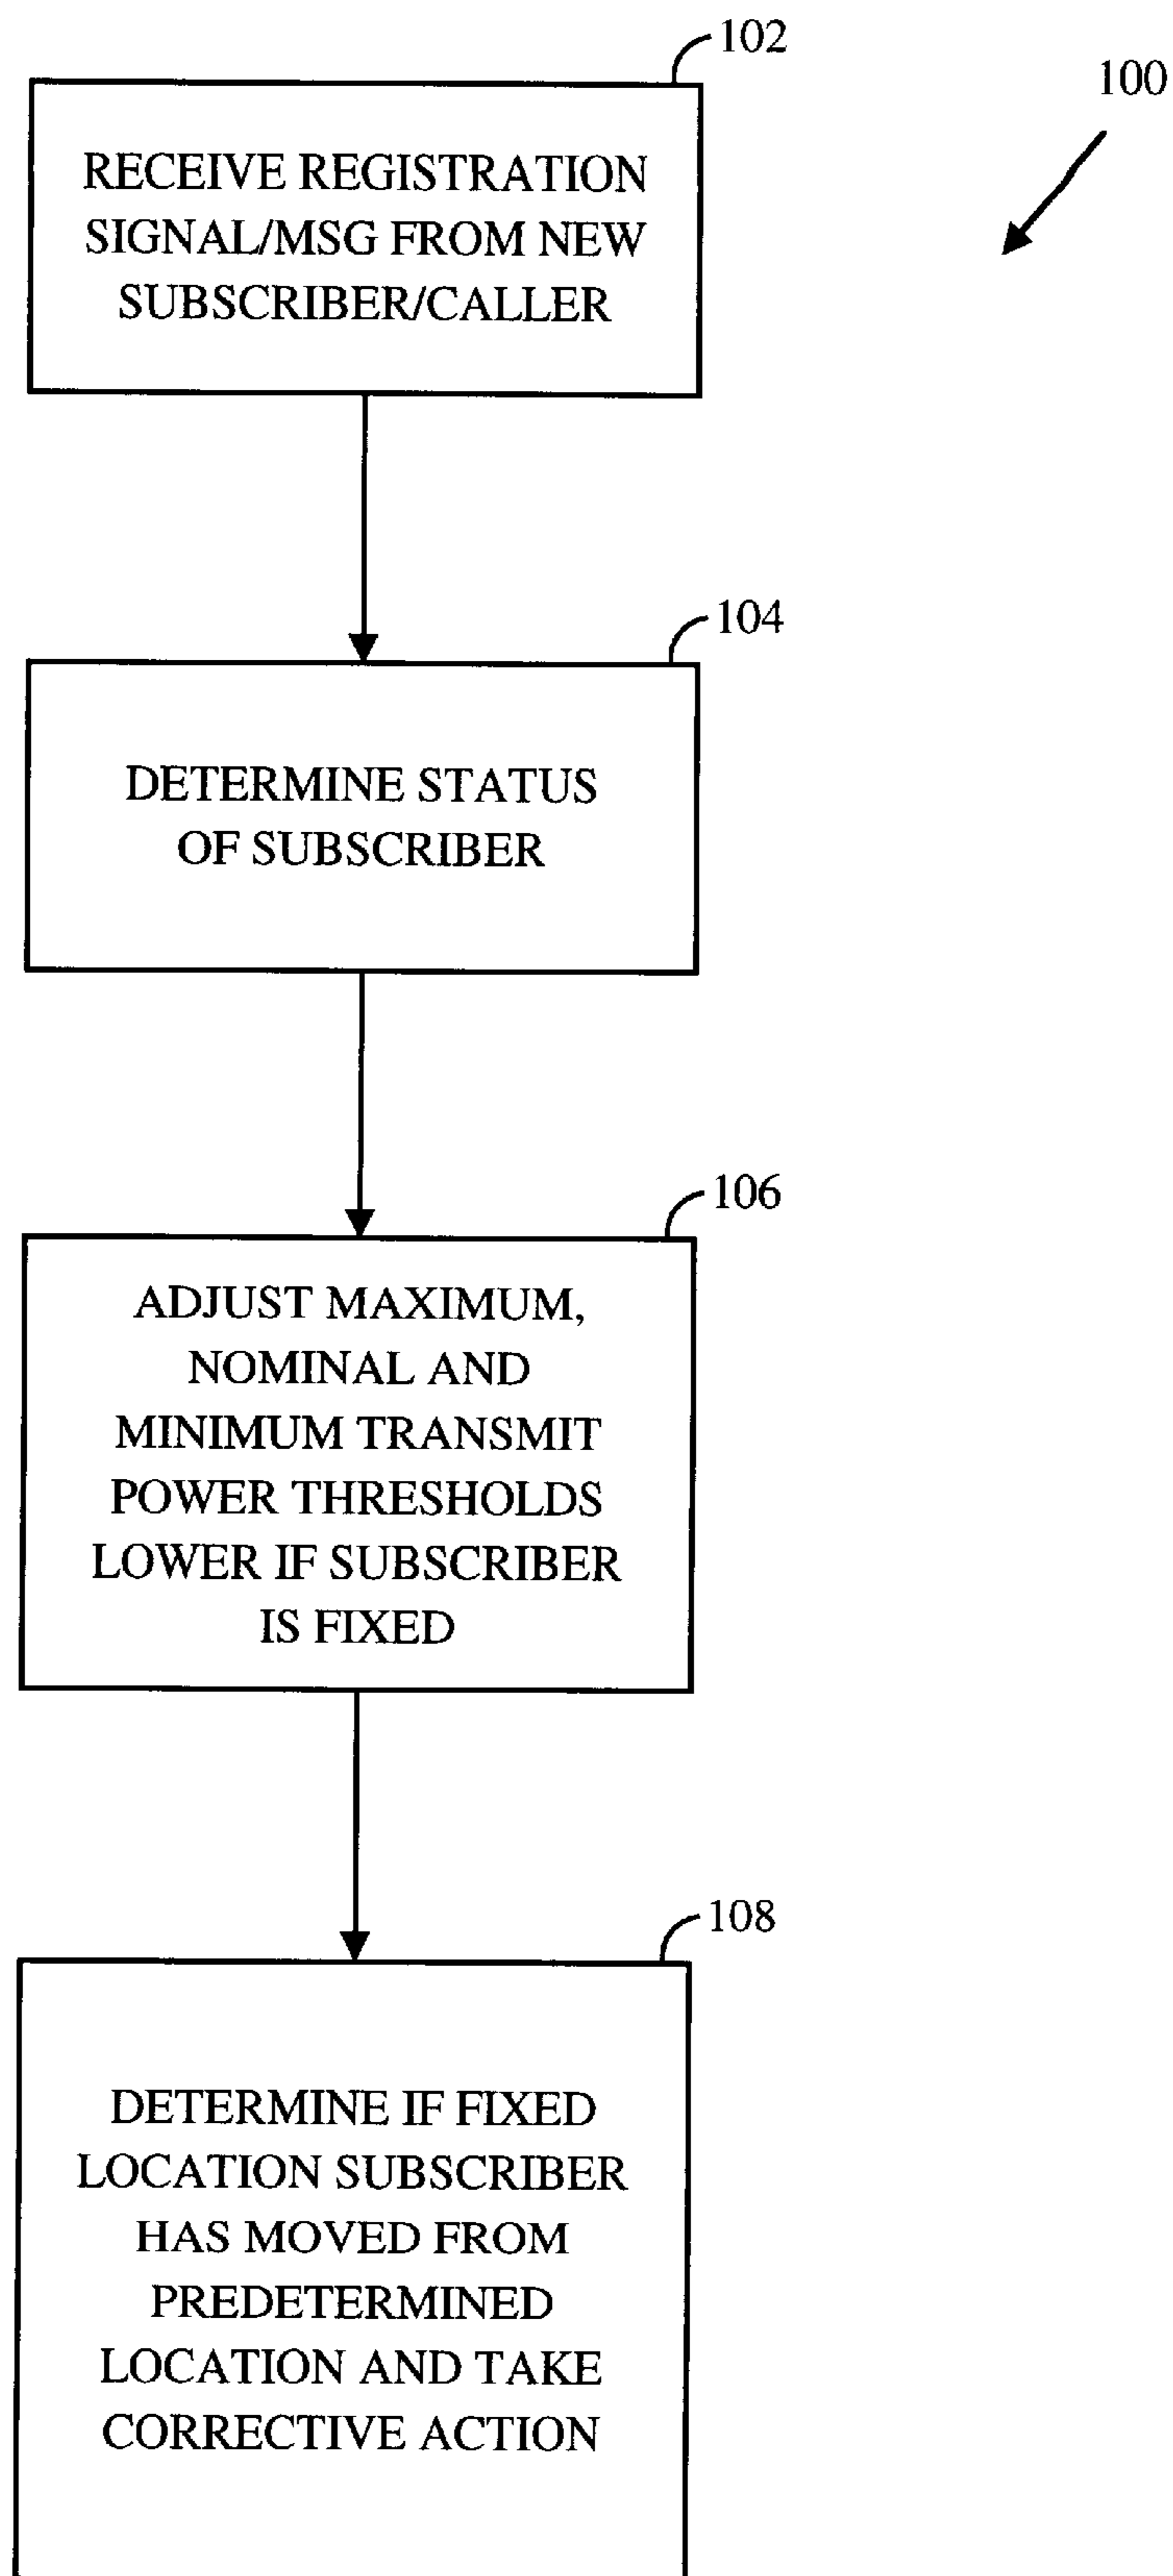 102
100
RECEIVE REGISTRATION
SIGNAL/MSG FROM NEW
SUBSCRIBER/CALLER
104
DETERMINE STATUS
OF SUBSCRIBER
106
ADJUST MAXIMUM,
NOMINAL AND
MINIMUM TRANSMIT
POWER THRESHOLDS
LOWER IF SUBSCRIBER
IS FIXED
108
DETERMINE IF FIXED
LOCATION SUBSCRIBER
HAS MOVED FROM
PREDETERMINED
LOCATION AND TAKE
CORRECTIVE ACTION